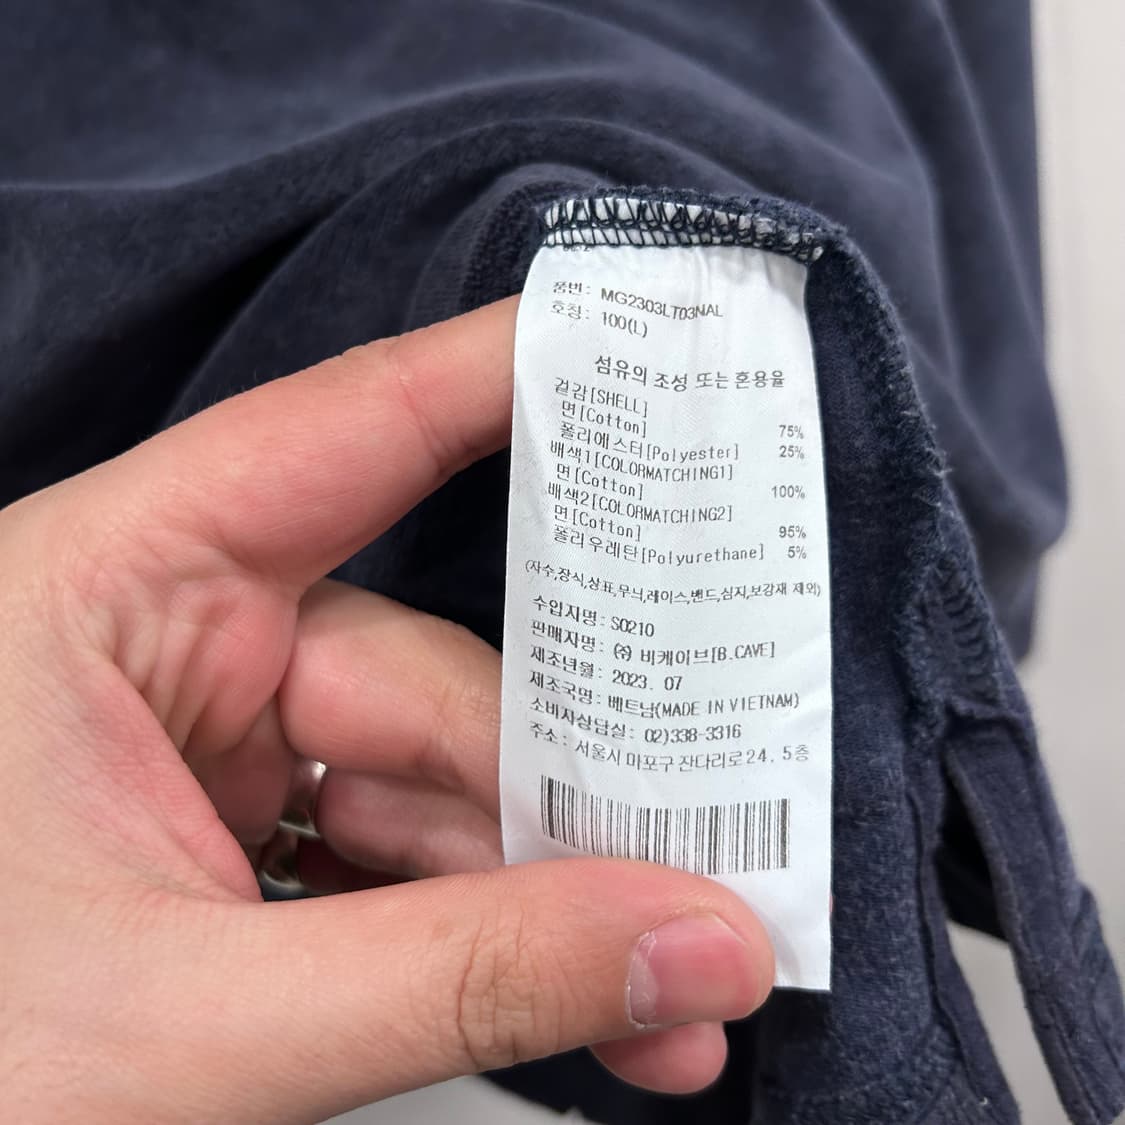 품번: MG2303LT03NAL
호칭: 100(L)
섬유의 조성 또는 혼용율
겉감[SHELL]
면[Cotton] 75%
폴리에스터[Polyester] 25%
배색1[COLORMATCHING1]
면[Cotton] 100%
배색2[COLORMATCHING2]
면[Cotton] 95%
폴리우레탄[Polyurethane] 5%
(자수,장식,상표,무늬,레이스,밴드,심지,보강재 제외)
수입자명: S0210
판매자명: ㈜ 비케이브[B.CAVE]
제조년월: 2023. 07
제조국명: 베트남(MADE IN VIETNAM)
소비자상담실: 02)338-3316
주소: 서울시 마포구 잔다리로24, 5층